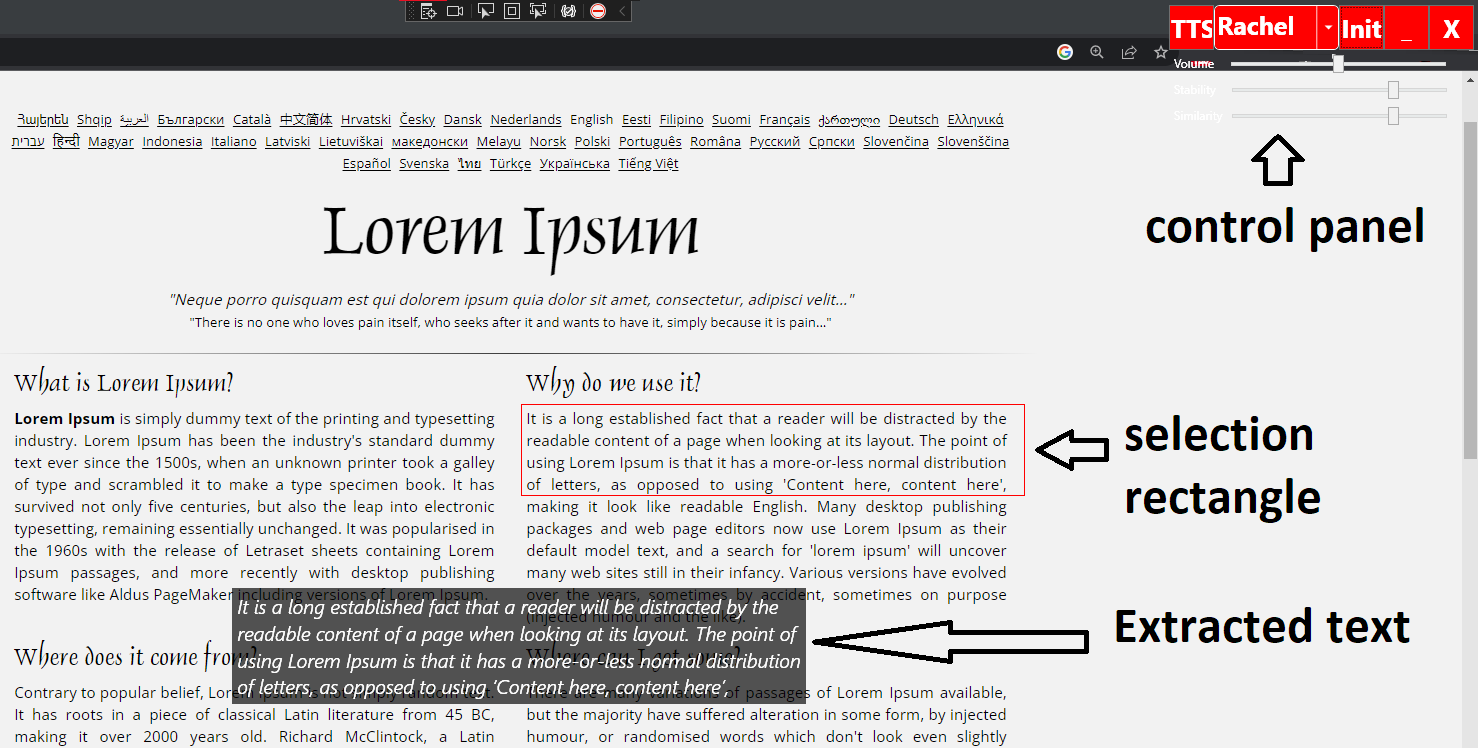 TTS Rachel Init _ X
Volume
Stability
Similarity
Հայերեն Shqip العربية Български Català 中文简体 Hrvatski Česky Dansk Nederlands English Eesti Filipino Suomi Français ქართული Deutsch Ελληνικά
עברית हिन्दी Magyar Indonesia Italiano Latviski Lietuviškai македонски Melayu Norsk Polski Português Româna Русский Српски Slovenčina Slovenščina
Español Svenska ไทย Türkçe Українська Tiếng Việt
control panel
Lorem Ipsum
"Neque porro quisquam est qui dolorem ipsum quia dolor sit amet, consectetur, adipisci velit..."
"There is no one who loves pain itself, who seeks after it and wants to have it, simply because it is pain..."
What is Lorem Ipsum?
Lorem Ipsum is simply dummy text of the printing and typesetting
industry. Lorem Ipsum has been the industry's standard dummy
text ever since the 1500s, when an unknown printer took a galley
of type and scrambled it to make a type specimen book. It has
survived not only five centuries, but also the leap into electronic
typesetting, remaining essentially unchanged. It was popularised in
the 1960s with the release of Letraset sheets containing Lorem
Ipsum passages, and more recently with desktop publishing
software like Aldus PageMaker including versions of Lorem Ipsum.
Why do we use it?
It is a long established fact that a reader will be distracted by the
readable content of a page when looking at its layout. The point of
using Lorem Ipsum is that it has a more-or-less normal distribution
of letters, as opposed to using 'Content here, content here',
making it look like readable English. Many desktop publishing
packages and web page editors now use Lorem Ipsum as their
default model text, and a search for 'lorem ipsum' will uncover
many web sites still in their infancy. Various versions have evolved
over the years, sometimes by accident, sometimes on purpose
(injected humour and the like).
selection
rectangle
It is a long established fact that a reader will be distracted by the
readable content of a page when looking at its layout. The point of
using Lorem Ipsum is that it has a more-or-less normal distribution
of letters, as opposed to using ‘Content here, content here’,
Extracted text
Where does it come from?
Contrary to popular belief, Lorem Ipsum is not simply random text.
It has roots in a piece of classical Latin literature from 45 BC,
making it over 2000 years old. Richard McClintock, a Latin
Where can I get some?
There are many variations of passages of Lorem Ipsum available,
but the majority have suffered alteration in some form, by injected
humour, or randomised words which don't look even slightly